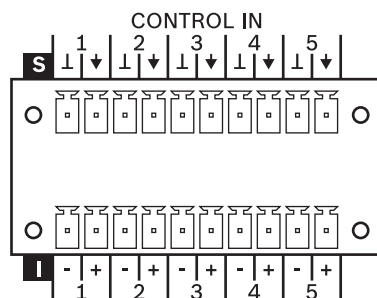 CONTROL IN
1 2 3 4 5
S ⊥ ⊥ ⊥ ⊥ ⊥
I - + - + - + - + - +
1 2 3 4 5